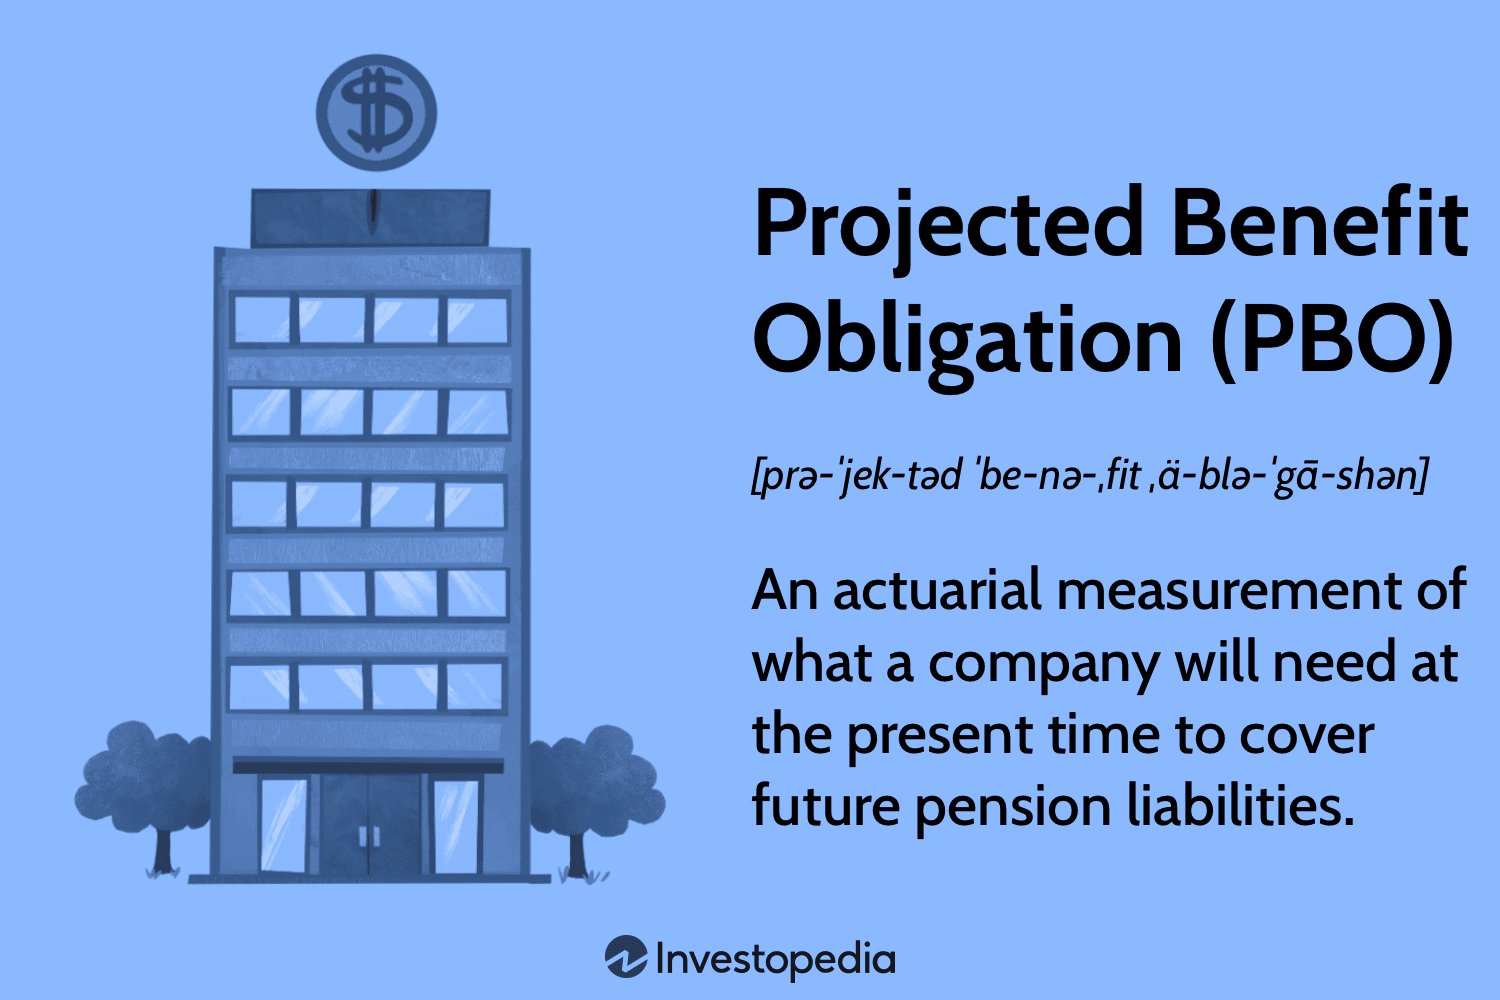 $
Projected Benefit
Obligation (PBO)
[prə-ˈjek-təd ˈbe-nə-ˌfit ˌä-blə-ˈgā-shən]
An actuarial measurement of
what a company will need at
the present time to cover
future pension liabilities.
Investopedia